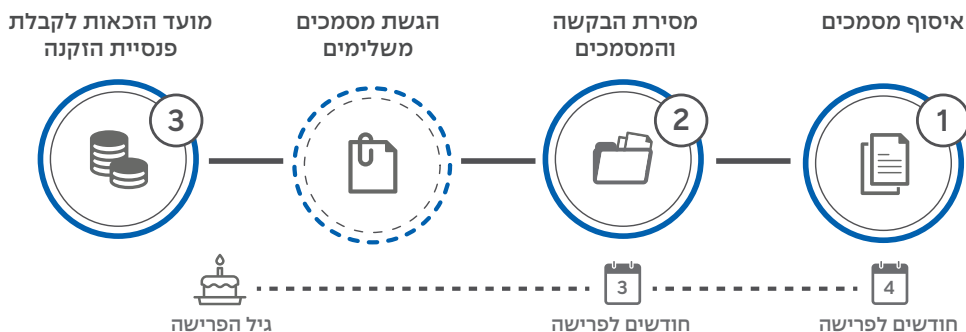 איסוף מסמכים
1
מסירת הבקשה
והמסמכים
2
הגשת מסמכים
משלימים
מועד הזכאות לקבלת
פנסיית הזקנה
3
4
חודשים לפרישה
3
חודשים לפרישה
גיל הפרישה